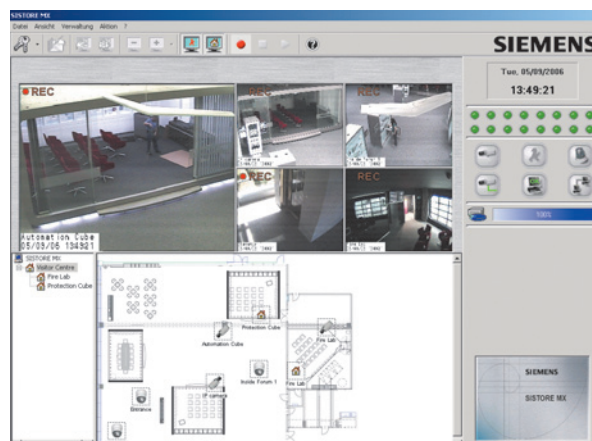 SISTORE MX
Datei Ansicht Verwaltung Aktion ?
SIEMENS
Tue, 05/09/2006
13:49:21
REC
REC
REC
REC
REC
Automation Cube
05/09/06 134921
100%
SISTORE MX
Visitor Centre
Fire Lab
Protection Cube
Protection Cube
Automation Cube
Fire Lab
Inside Forum 1
Fire Lab
IP camera
Entrance
SIEMENS
SISTORE MX